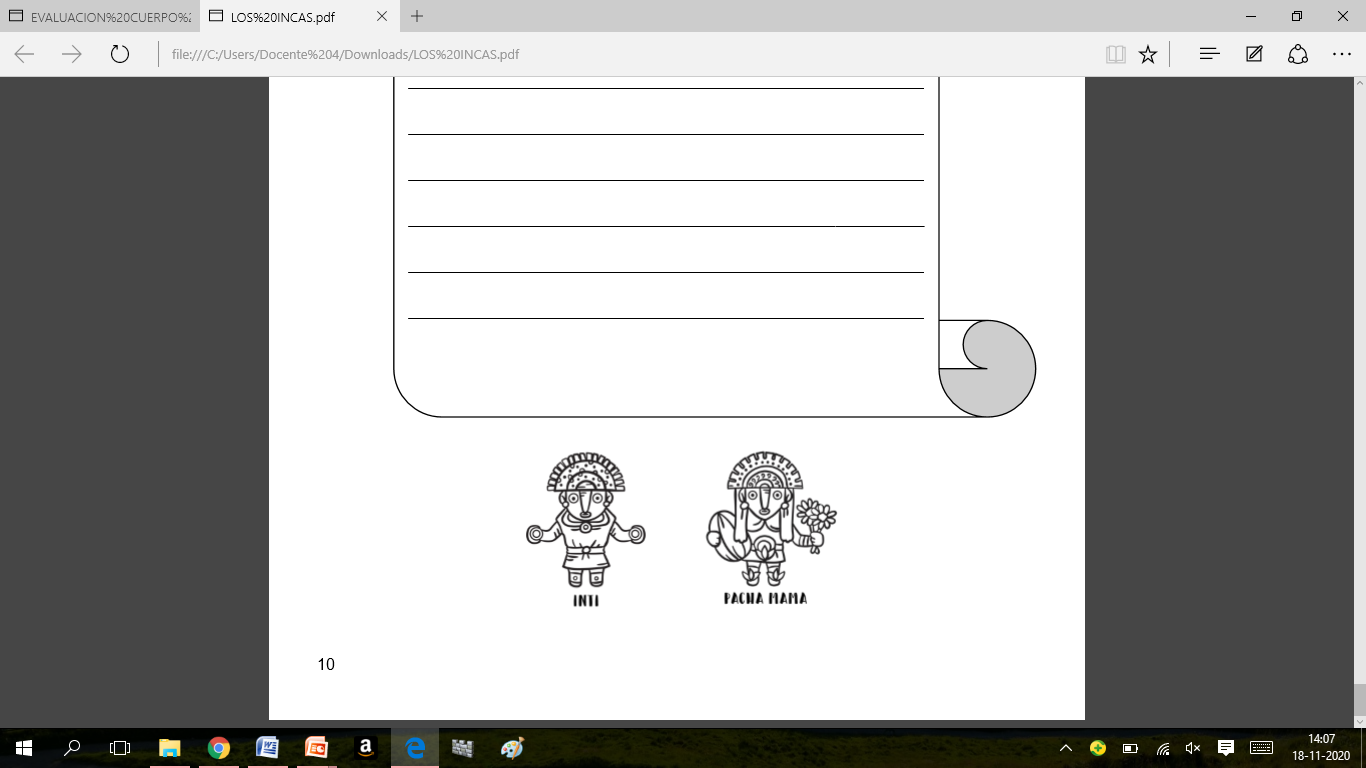 EVALUACION%20CUERPO%2
LOS%20INCAS.pdf
file:///C:/Users/Docente%204/Downloads/LOS%20INCAS.pdf
INTI
PACHA MAMA
10
14:07
18-11-2020